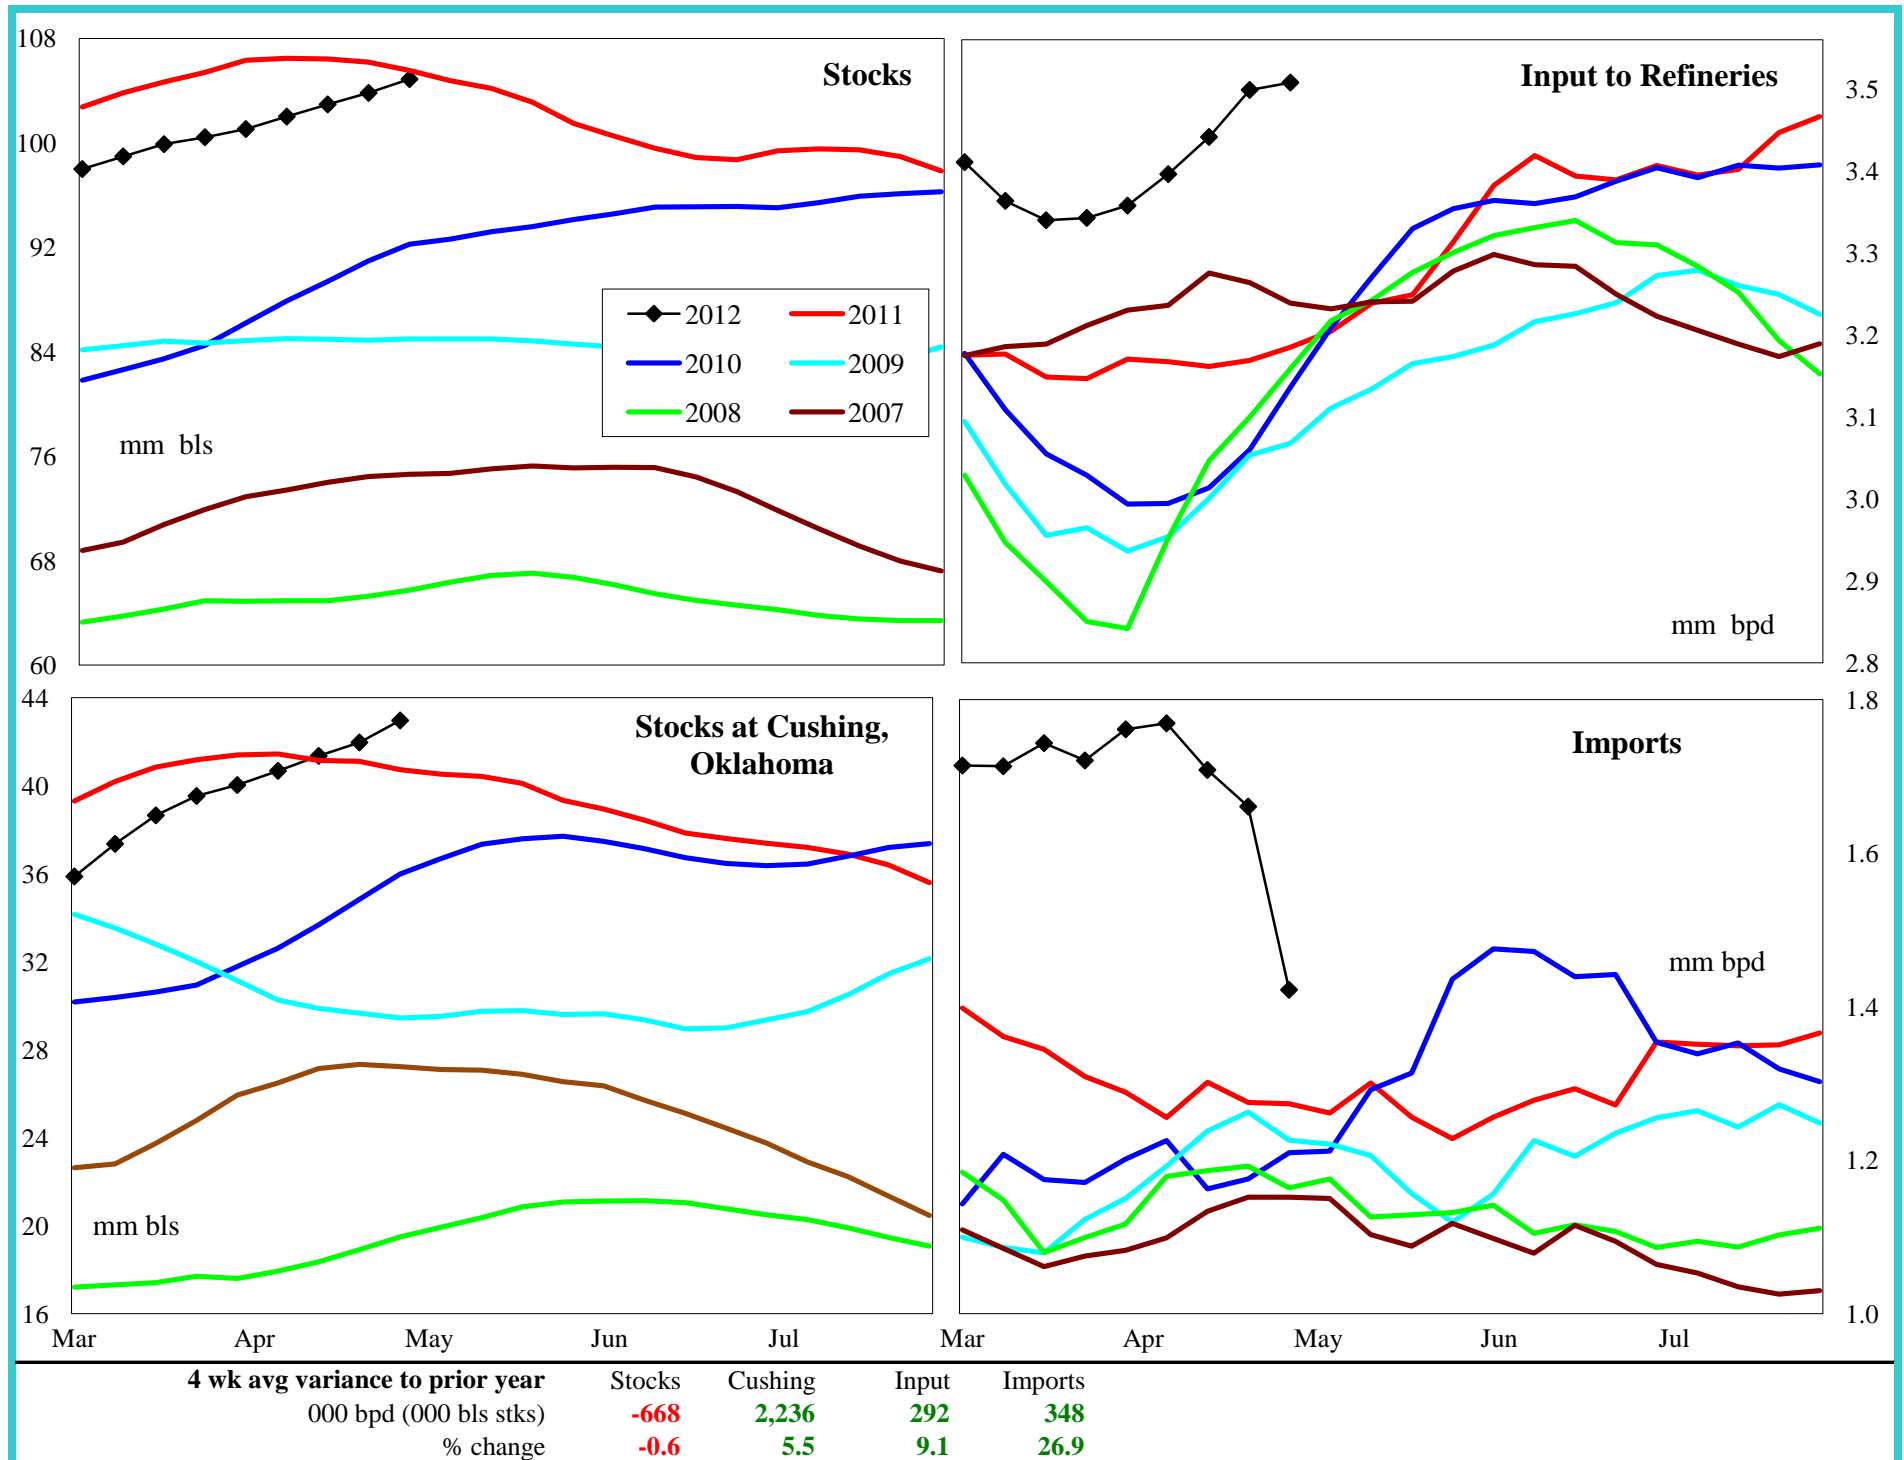 Stocks
108
100
92
84
76
68
60
mm bls
2012 2011
2010 2009
2008 2007
Input to Refineries
3.5
3.4
3.3
3.2
3.1
3.0
2.9
2.8
mm bpd
Stocks at Cushing,
Oklahoma
44
40
36
32
28
24
20
16
mm bls
Mar Apr May Jun Jul
Imports
1.8
1.6
1.4
1.2
1.0
mm bpd
Mar Apr May Jun Jul
4 wk avg variance to prior year Stocks Cushing Input Imports
000 bpd (000 bls stks) -668 2,236 292 348
% change -0.6 5.5 9.1 26.9